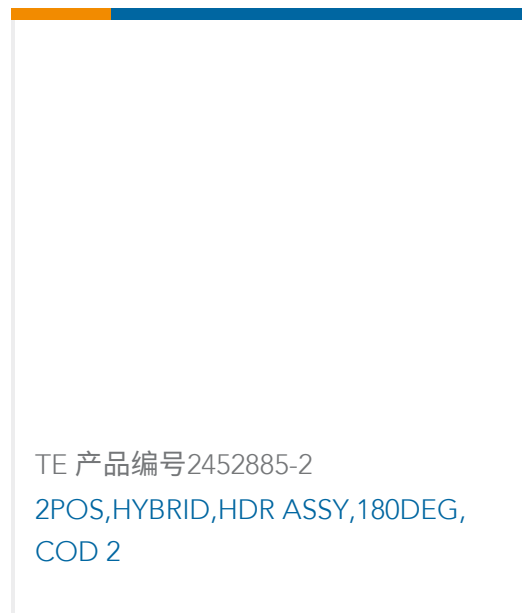 TE 产品编号2452885-2
2POS,HYBRID,HDR ASSY,180DEG,
COD 2